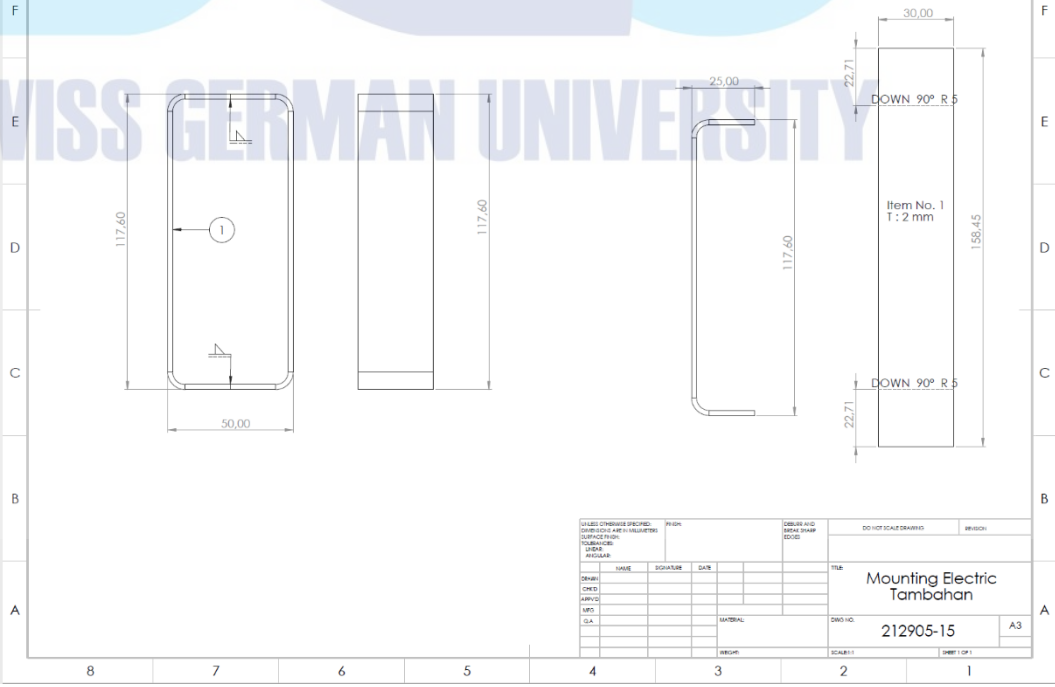 F
F
30,00
22,71
25,00
WISS GERMAN UNIVERSITY
DOWN 90° R 5
E
E
117,60
117,60
1
Item No. 1
T : 2 mm
117,60
158,45
D
D
C
C
DOWN 90° R 5
22,71
50,00
B
B
UNLESS OTHERWISE SPECIFIED:
DIMENSIONS ARE IN MILLIMETERS
SURFACE FINISH:
TOLERANCES:
LINEAR:
ANGULAR:
FINISH:
DEBURR AND
BREAK SHARP
EDGES
DO NOT SCALE DRAWING
REVISION
NAME
SIGNATURE
DATE
TITLE:
DRAWN
CHK'D
APPV'D
MFG
Q.A
Mounting Electric
Tambahan
MATERIAL:
DWG NO.
212905-15
A3
WEIGHT:
SCALE:1:1
SHEET 1 OF 1
A
A
8
7
6
5
4
3
2
1